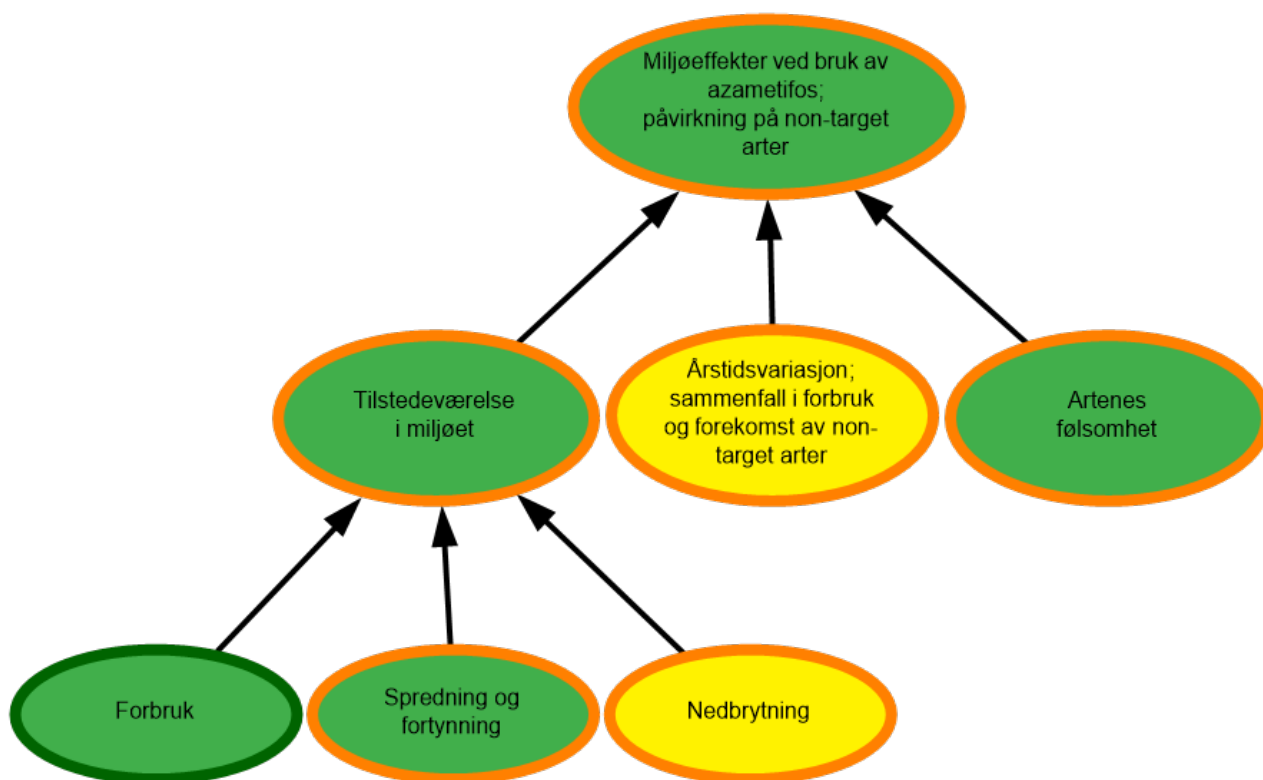 Miljøeffekter ved bruk av
azametifos;
påvirkning på non-target
arter
Tilstedeværelse
i miljøet
Årstidsvariasjon;
sammenfall i forbruk
og forekomst av non-
target arter
Artenes
følsomhet
Forbruk
Spredning og
fortynning
Nedbrytning